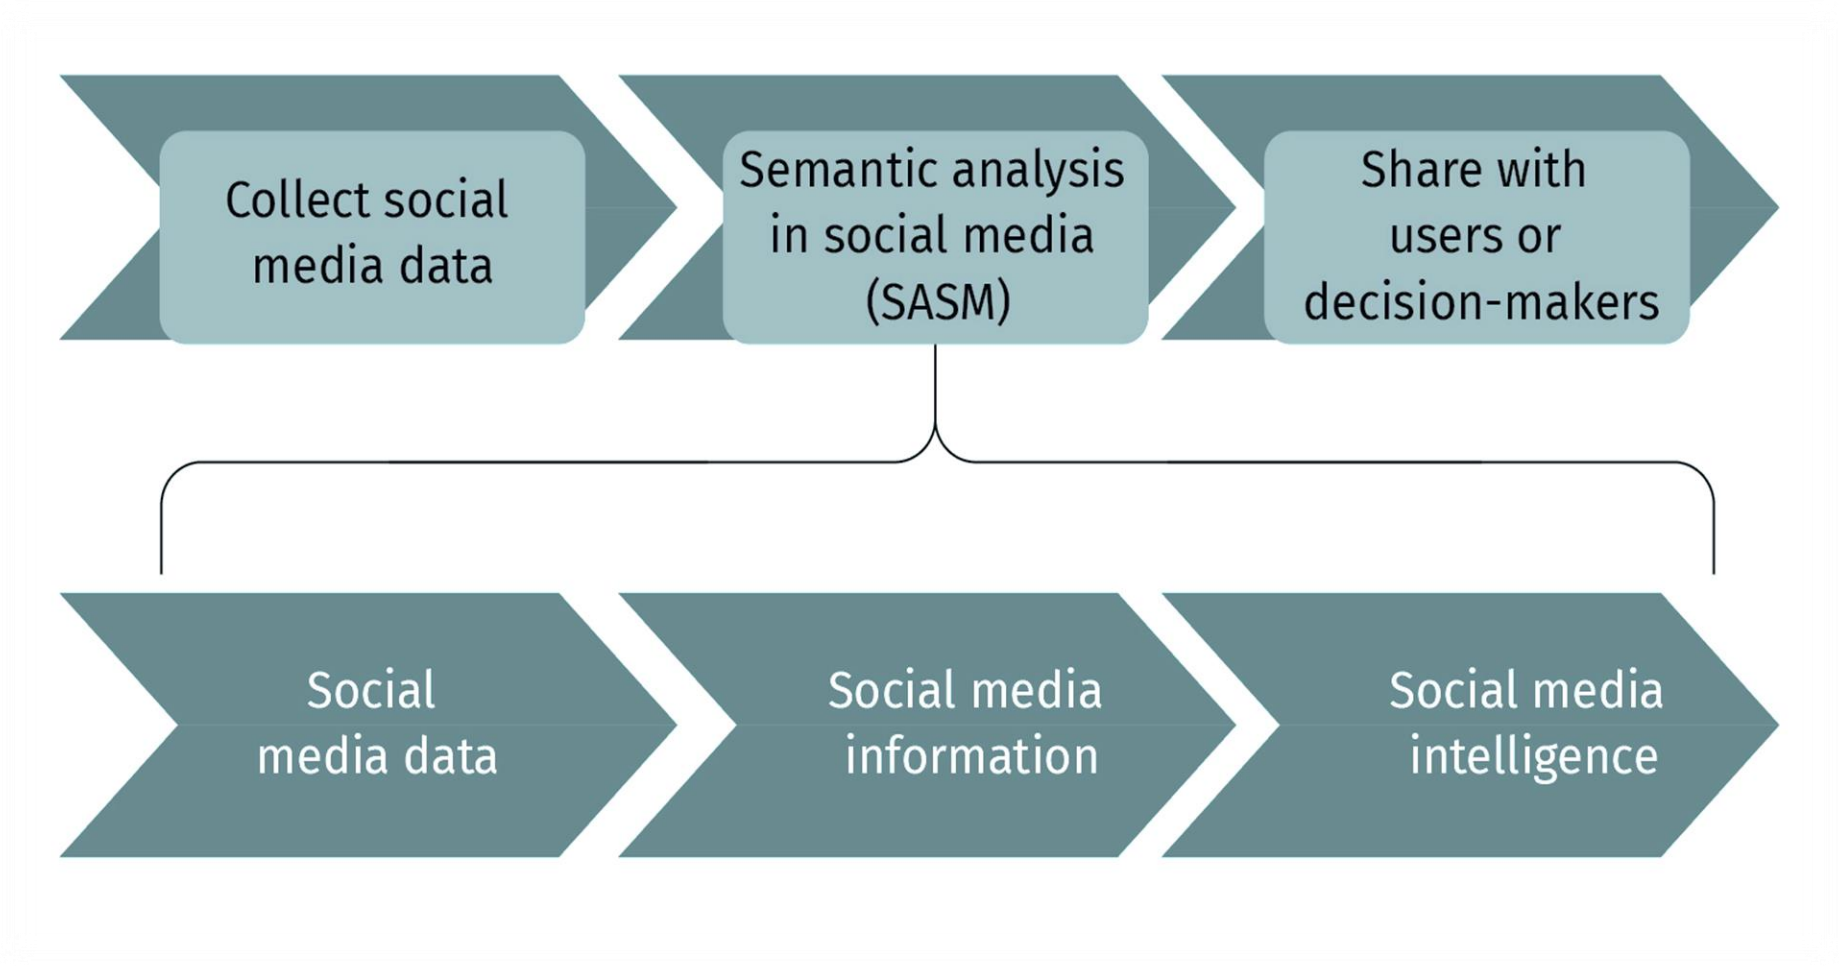 Collect social
media data
Semantic analysis
in social media
(SASM)
Share with
users or
decision-makers
Social
media data
Social media
information
Social media
intelligence